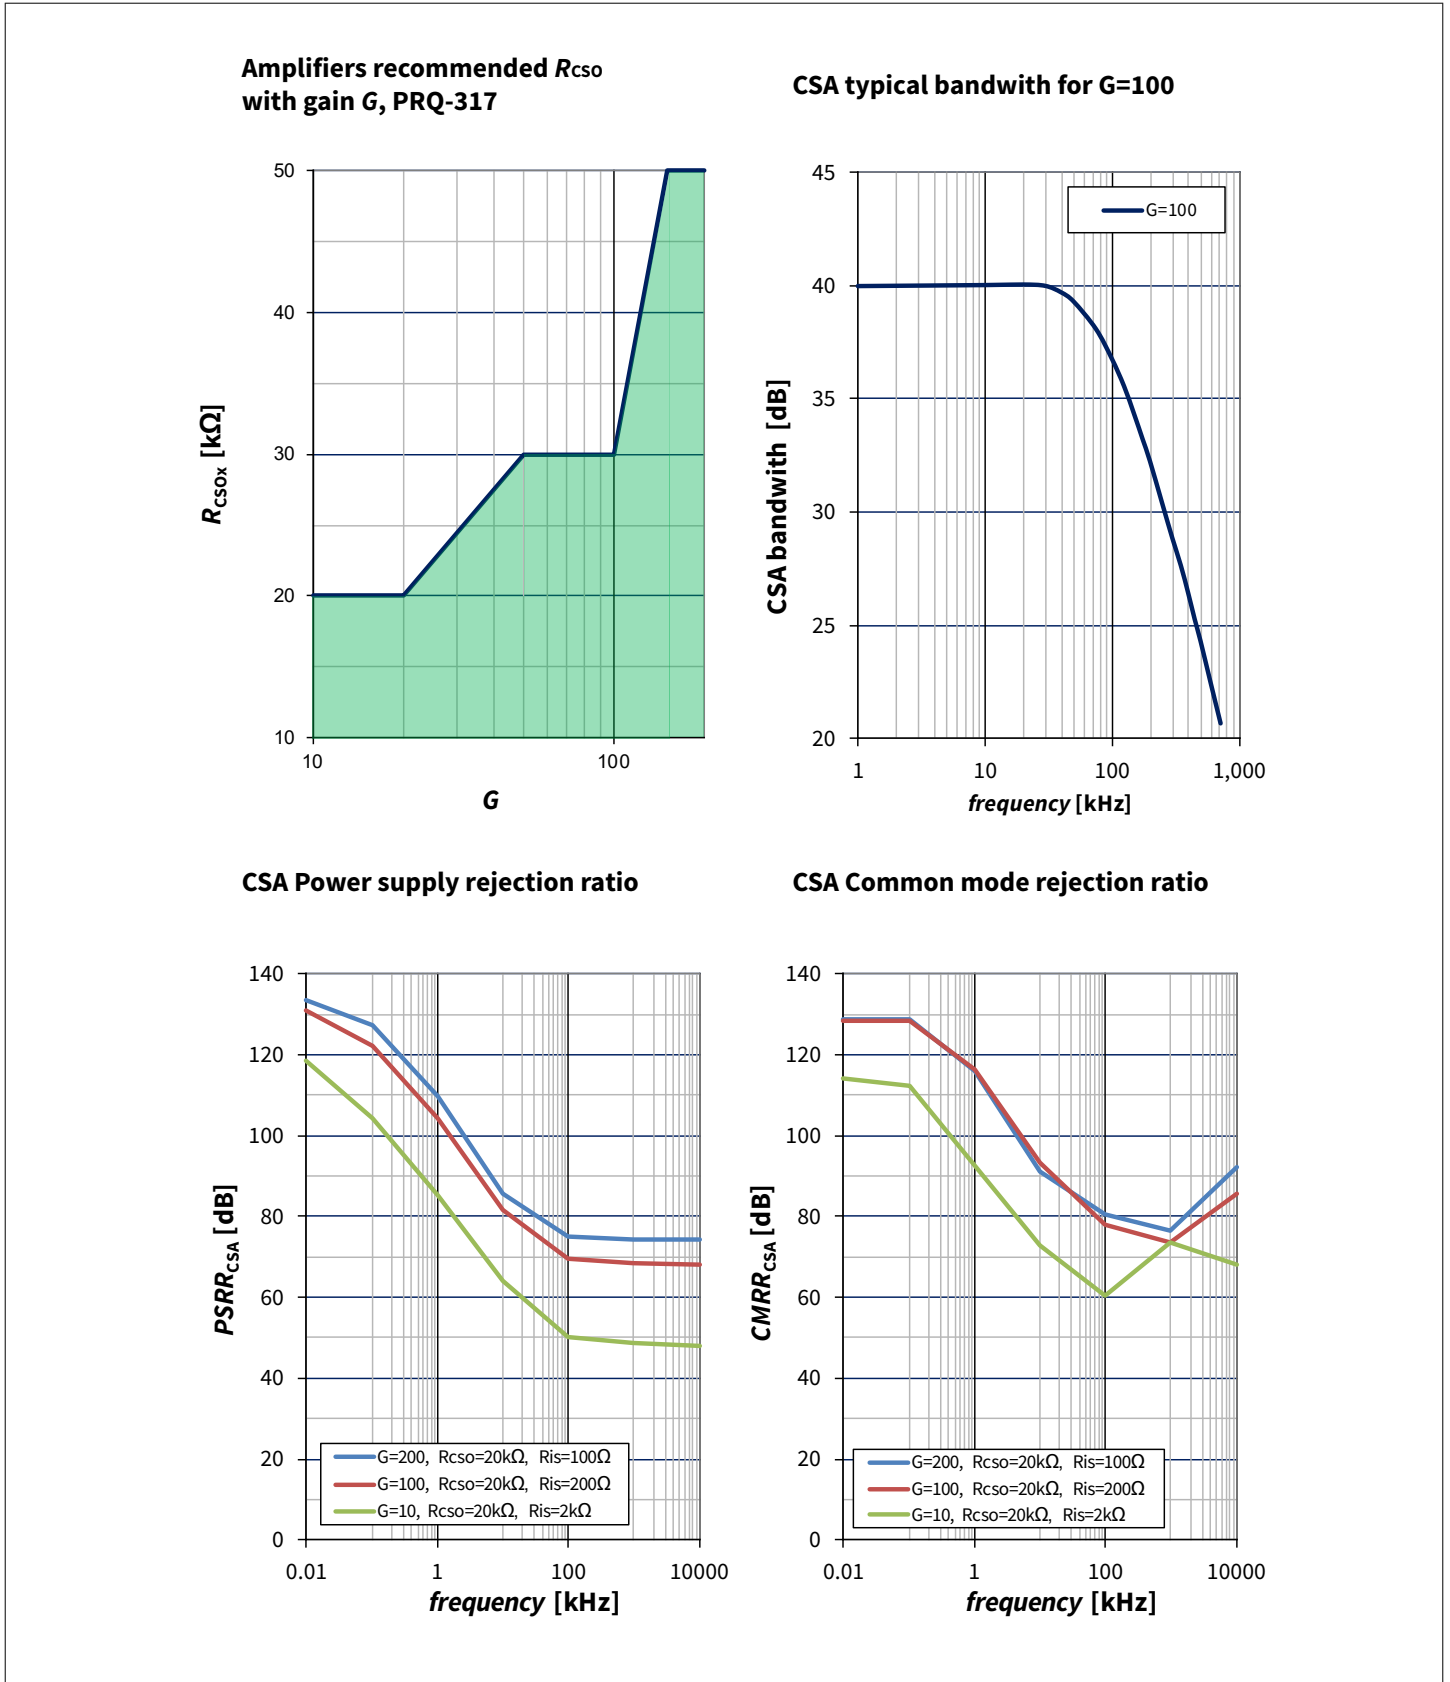 Amplifiers recommended RCSO
with gain G, PRQ-317
50
40
30
20
10
RCSOx [kΩ]
10
100
G
CSA typical bandwith for G=100
45
40
35
30
25
20
CSA bandwith [dB]
G=100
1
10
100
1,000
frequency [kHz]
CSA Power supply rejection ratio
140
120
100
80
60
40
20
0
PSRRCSA [dB]
G=200, Rcso=20kΩ, Ris=100Ω
G=100, Rcso=20kΩ, Ris=200Ω
G=10, Rcso=20kΩ, Ris=2kΩ
0.01
1
100
10000
frequency [kHz]
CSA Common mode rejection ratio
140
120
100
80
60
40
20
0
CMRRCSA [dB]
G=200, Rcso=20kΩ, Ris=100Ω
G=100, Rcso=20kΩ, Ris=200Ω
G=10, Rcso=20kΩ, Ris=2kΩ
0.01
1
100
10000
frequency [kHz]